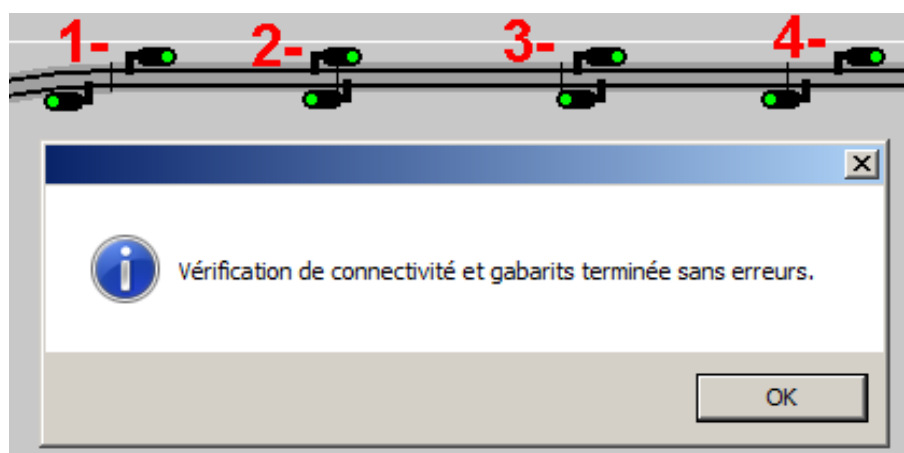 1- 2- 3- 4-
Vérification de connectivité et gabarits terminée sans erreurs.
OK